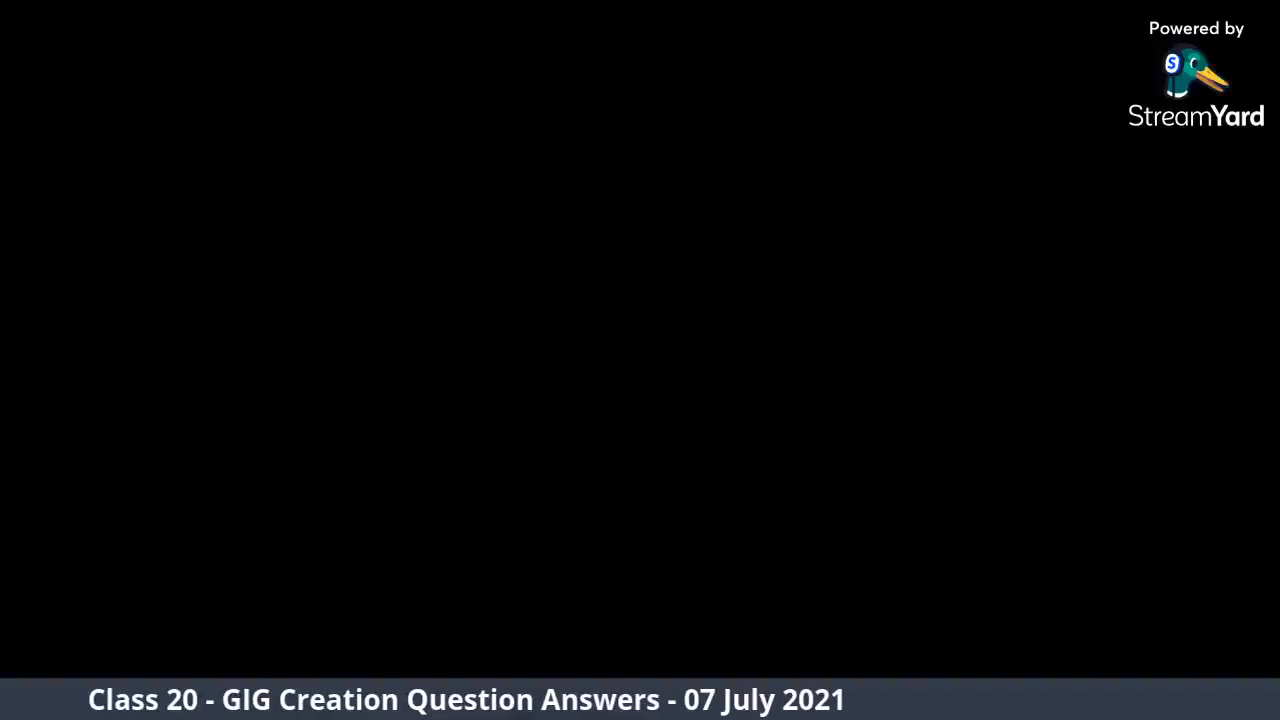 Powered by
S
StreamYard
Class 20 - GIG Creation Question Answers - 07 July 2021